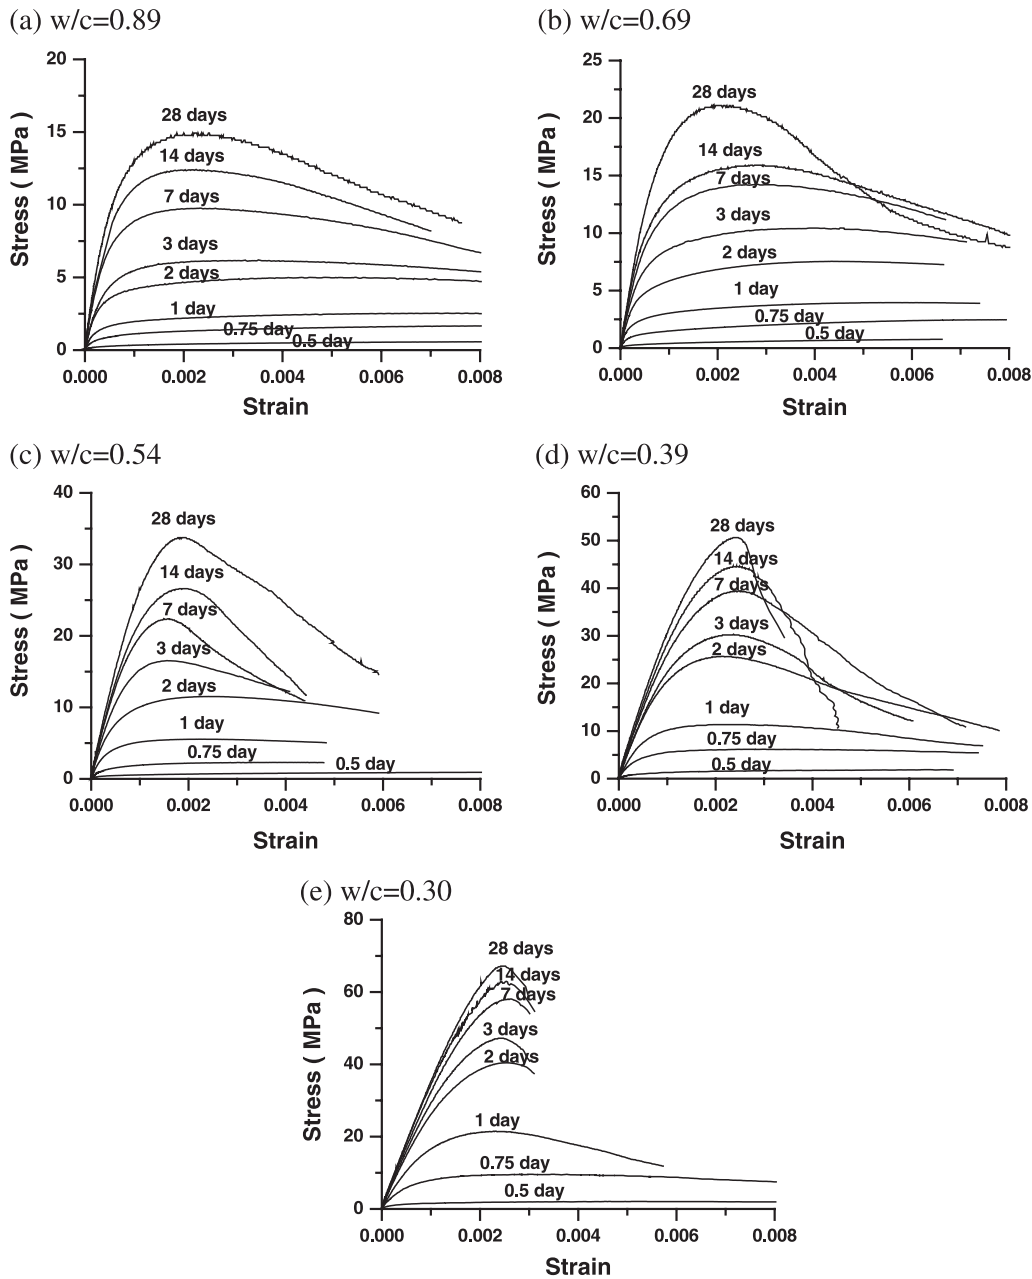 (a) w/c=0.89
(b) w/c=0.69
20
15
10
5
0
Stress ( MPa )
28 days
14 days
7 days
3 days
2 days
1 day
0.75 day
0.5 day
0.000
0.002
0.004
0.006
0.008
Strain
25
20
15
10
5
0
Stress ( MPa )
28 days
14 days
7 days
3 days
2 days
1 day
0.75 day
0.5 day
0.000
0.002
0.004
0.006
0.008
Strain
(c) w/c=0.54
(d) w/c=0.39
40
30
20
10
0
Stress ( MPa )
28 days
14 days
7 days
3 days
2 days
1 day
0.75 day
0.5 day
0.000
0.002
0.004
0.006
0.008
Strain
60
50
40
30
20
10
0
Stress ( MPa )
28 days
14 days
7 days
3 days
2 days
1 day
0.75 day
0.5 day
0.000
0.002
0.004
0.006
0.008
Strain
(e) w/c=0.30
80
60
40
20
0
Stress ( MPa )
28 days
14 days
7 days
3 days
2 days
1 day
0.75 day
0.5 day
0.000
0.002
0.004
0.006
0.008
Strain